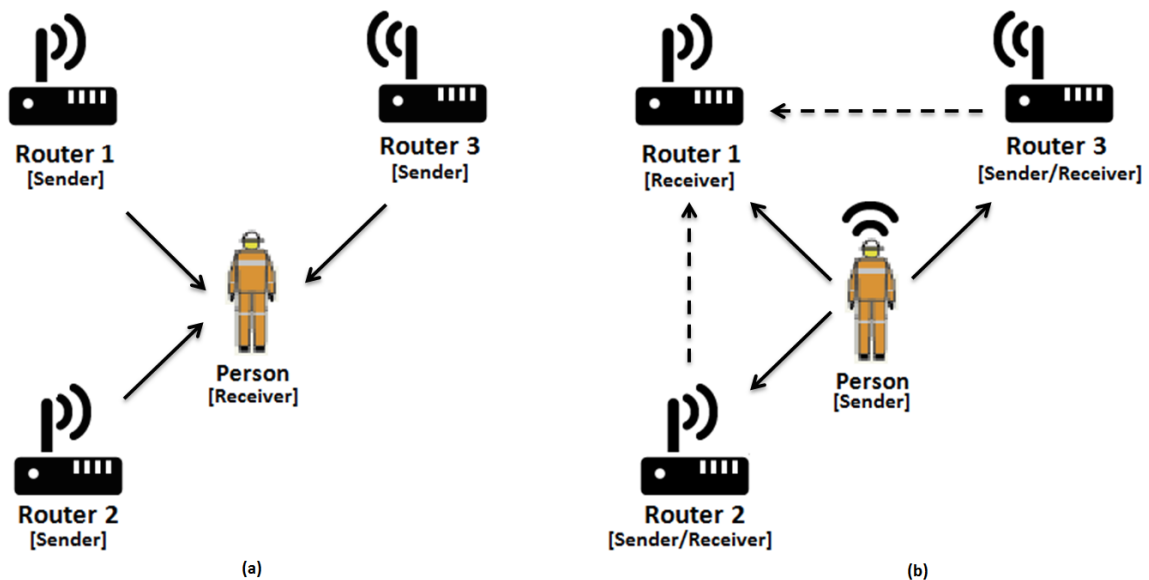 Router 1
[Sender]
Router 3
[Sender]
Person
[Receiver]
Router 2
[Sender]
(a)
Router 1
[Receiver]
Router 3
[Sender/Receiver]
Person
[Sender]
Router 2
[Sender/Receiver]
(b)